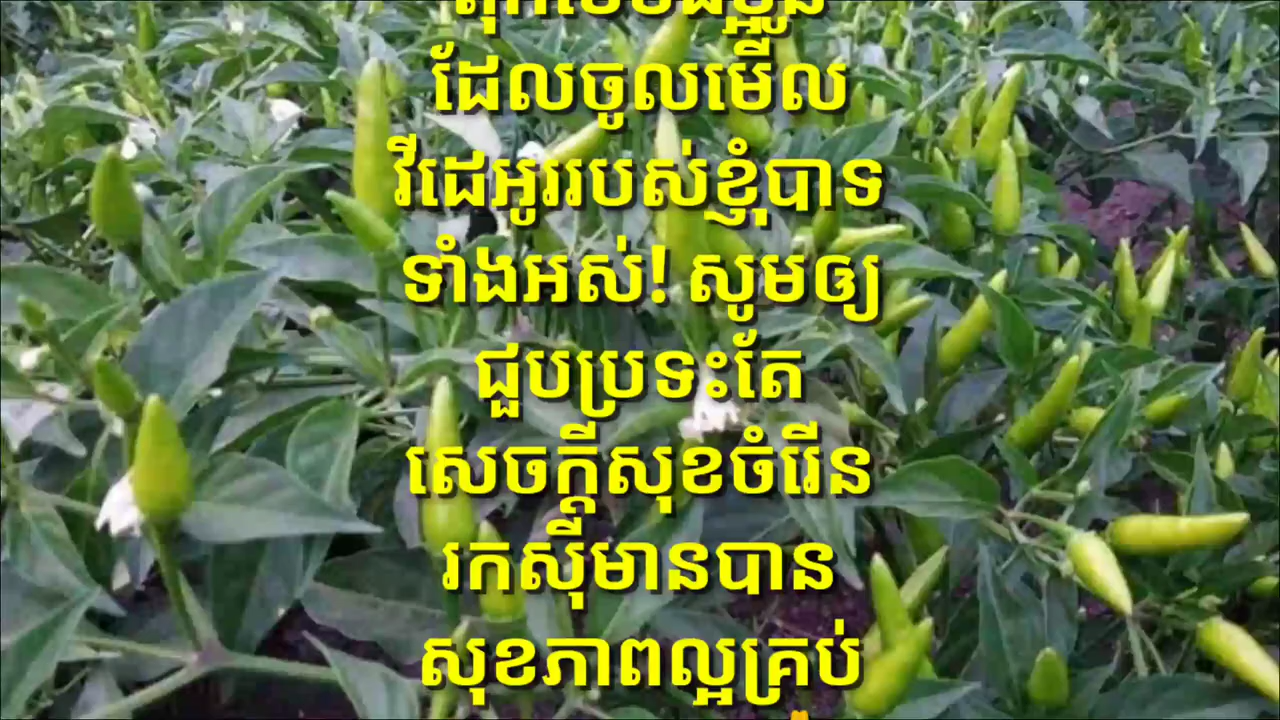 ដែលចូលមើល
វីដេអូររបស់ខ្ញុំបាទ
ទាំងអស់! សូមឲ្យ
ជួបប្រទះតែ
សេចក្ដីសុខចំរើន
រកស៊ីមានបាន
សុខភាពល្អគ្រប់